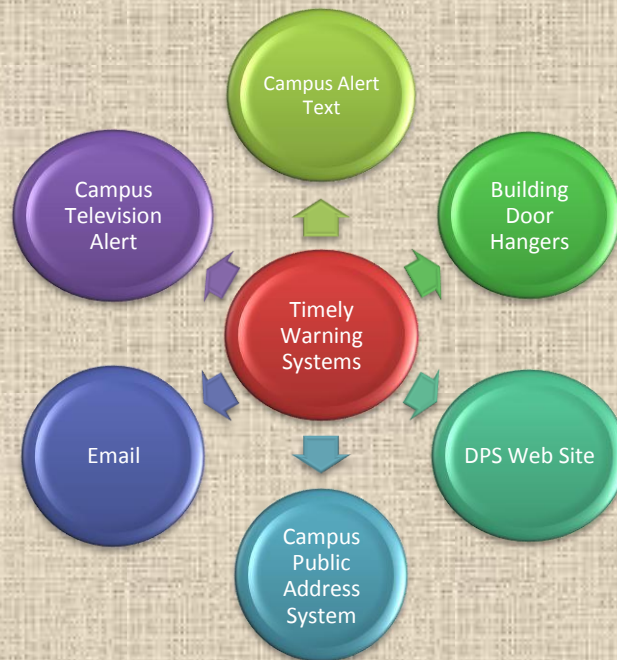 Campus Alert
Text
Campus
Television
Alert
Building
Door
Hangers
Timely
Warning
Systems
Email
DPS Web Site
Campus
Public
Address
System